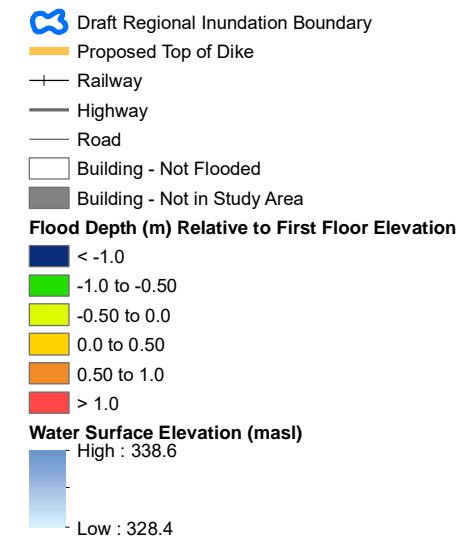 Draft Regional Inundation Boundary
Proposed Top of Dike
Railway
Highway
Road
Building - Not Flooded
Building - Not in Study Area
Flood Depth (m) Relative to First Floor Elevation
< -1.0
-1.0 to -0.50
-0.50 to 0.0
0.0 to 0.50
0.50 to 1.0
> 1.0
Water Surface Elevation (masl)
High : 338.6
Low : 328.4